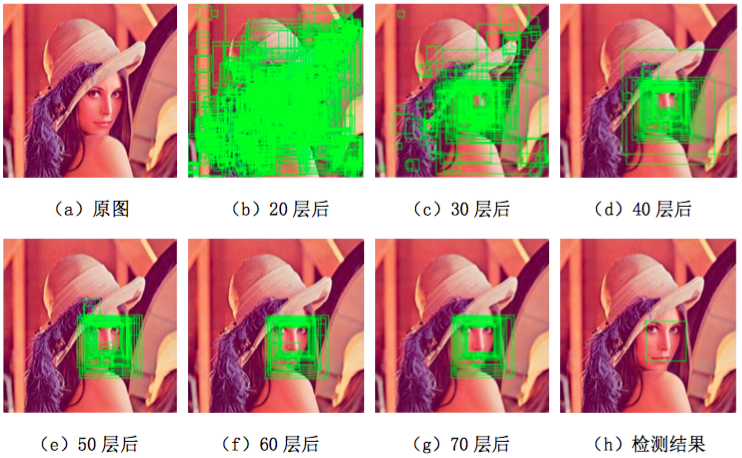 (a)原图
(b)20 层后
(c)30 层后
(d)40 层后
(e)50 层后
(f)60 层后
(g)70 层后
(h)检测结果